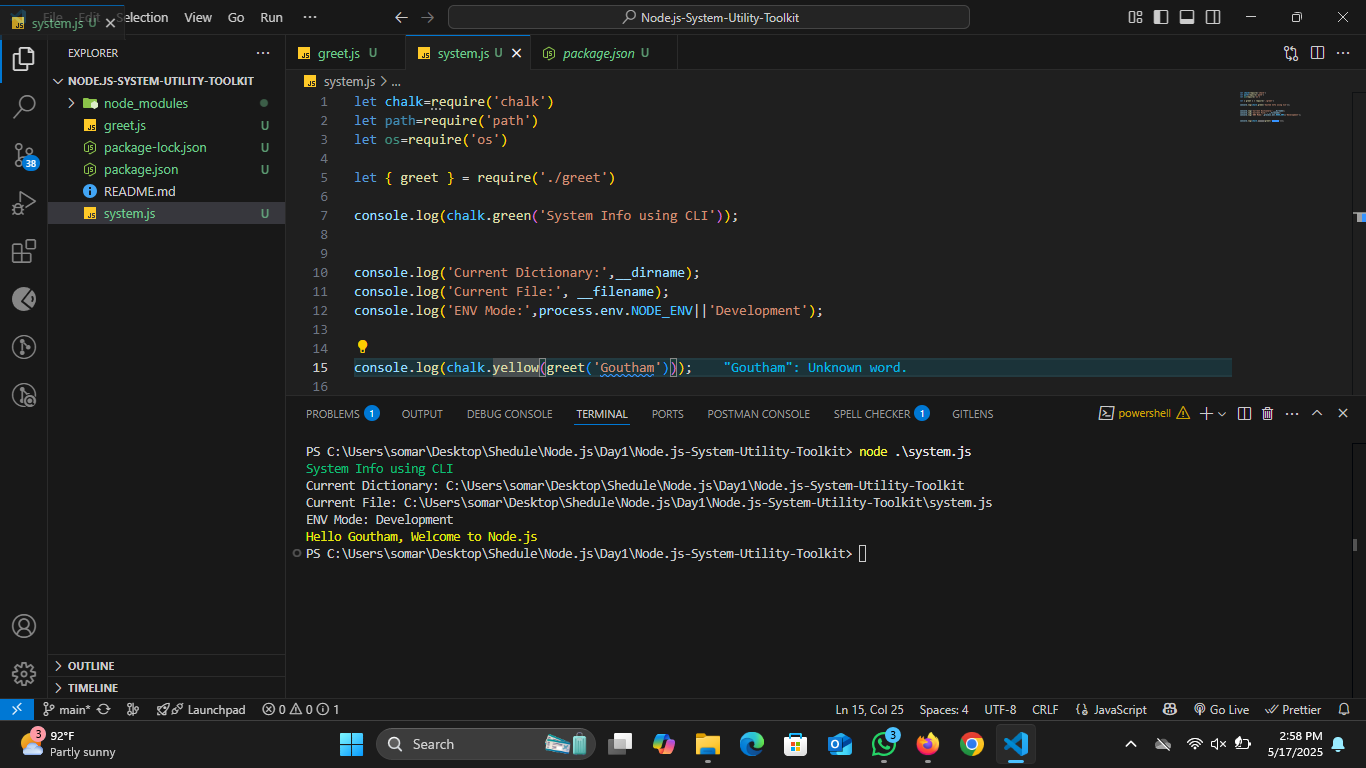 system.js U
File Edit Selection View Go Run ···
Node.js-System-Utility-Toolkit
EXPLORER ···
NODE.JS-SYSTEM-UTILITY-TOOLKIT
node_modules
greet.js U
package-lock.json U
package.json U
README.md
system.js U
OUTLINE
TIMELINE
38
JS greet.js U
JS system.js U
package.json U
JS system.js > ...
1 let chalk=require('chalk')
2 let path=require('path')
3 let os=require('os')
4
5 let { greet } = require('./greet')
6
7 console.log(chalk.green('System Info using CLI'));
8
9
10 console.log('Current Dictionary:',__dirname);
11 console.log('Current File:', __filename);
12 console.log('ENV Mode:',process.env.NODE_ENV||'Development');
13
14
15 console.log(chalk.yellow(greet('Goutham'))); "Goutham": Unknown word.
16
PROBLEMS 1 OUTPUT DEBUG CONSOLE TERMINAL PORTS POSTMAN CONSOLE SPELL CHECKER 1 GITLENS
powershell
PS C:\Users\somar\Desktop\Shedule\Node.js\Day1\Node.js-System-Utility-Toolkit> node .\system.js
System Info using CLI
Current Dictionary: C:\Users\somar\Desktop\Shedule\Node.js\Day1\Node.js-System-Utility-Toolkit
Current File: C:\Users\somar\Desktop\Shedule\Node.js\Day1\Node.js-System-Utility-Toolkit\system.js
ENV Mode: Development
Hello Goutham, Welcome to Node.js
PS C:\Users\somar\Desktop\Shedule\Node.js\Day1\Node.js-System-Utility-Toolkit>
main* Launchpad 0 0 1
Ln 15, Col 25 Spaces: 4 UTF-8 CRLF {} JavaScript Go Live Prettier
3 92°F
Partly sunny
Search
3
2:58 PM
5/17/2025